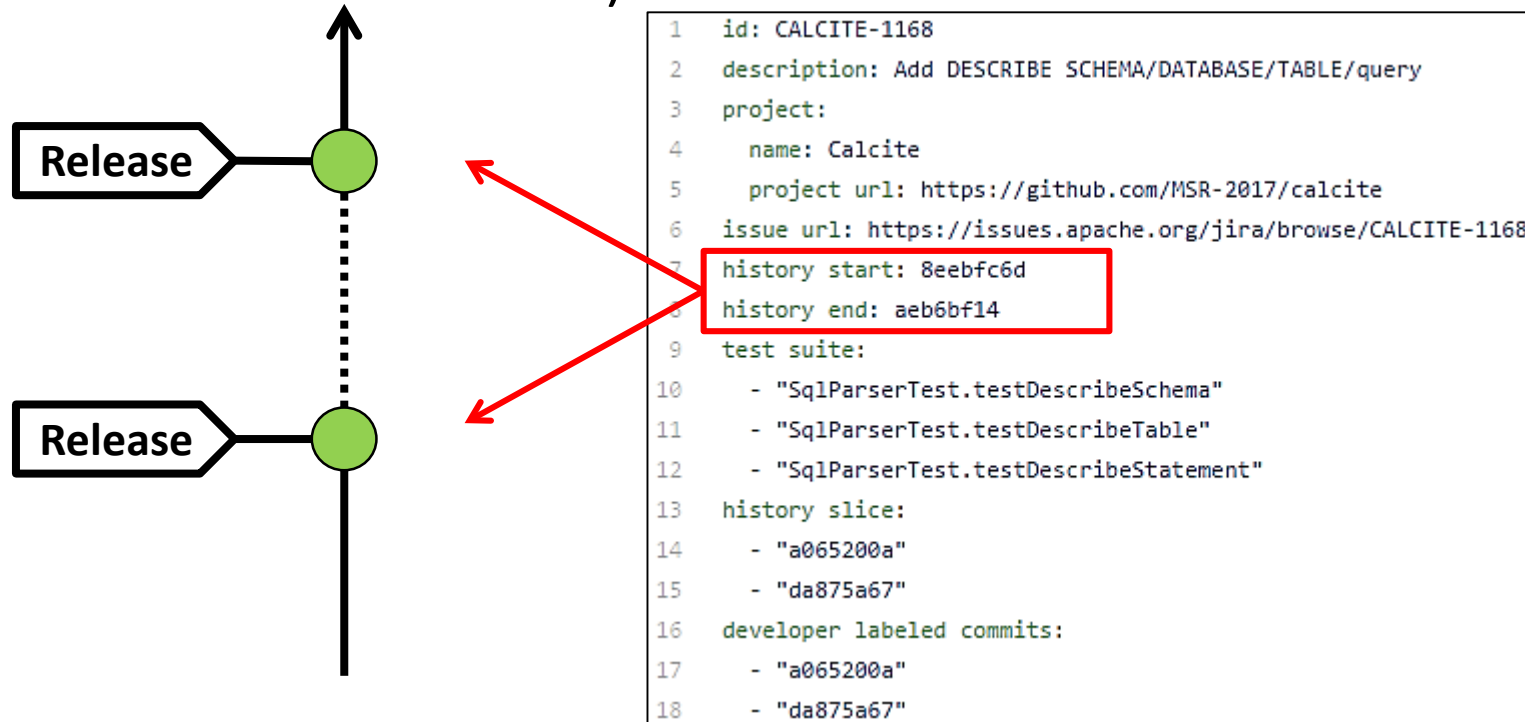 Release
Release
1 id: CALCITE-1168
2 description: Add DESCRIBE SCHEMA/DATABASE/TABLE/query
3 project:
4 name: Calcite
5 project url: https://github.com/MSR-2017/calcite
6 issue url: https://issues.apache.org/jira/browse/CALCITE-1168
7 history start: 8eebfc6d
8 history end: aeb6bf14
9 test suite:
10 - "SqlParserTest.testDescribeSchema"
11 - "SqlParserTest.testDescribeTable"
12 - "SqlParserTest.testDescribeStatement"
13 history slice:
14 - "a065200a"
15 - "da875a67"
16 developer labeled commits:
17 - "a065200a"
18 - "da875a67"